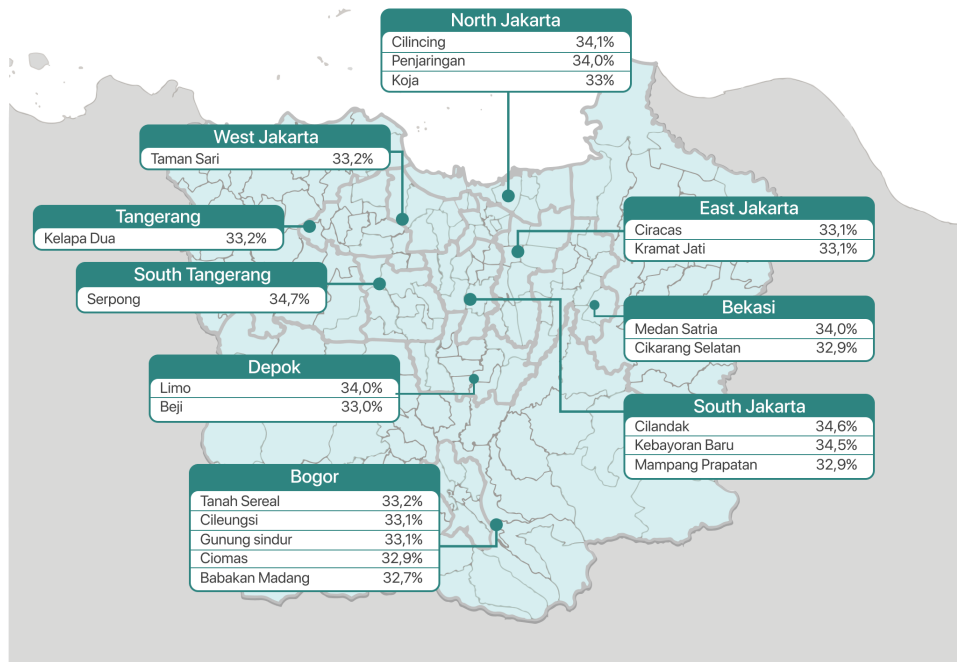 North Jakarta
Cilincing 34,1%
Penjaringan 34,0%
Koja 33%
West Jakarta
Taman Sari 33,2%
Tangerang
Kelapa Dua 33,2%
East Jakarta
Ciracas 33,1%
Kramat Jati 33,1%
South Tangerang
Serpong 34,7%
Bekasi
Medan Satria 34,0%
Cikarang Selatan 32,9%
Depok
Limo 34,0%
Beji 33,0%
South Jakarta
Cilandak 34,6%
Kebayoran Baru 34,5%
Mampang Prapatan 32,9%
Bogor
Tanah Sereal 33,2%
Cileungsi 33,1%
Gunung sindur 33,1%
Ciomas 32,9%
Babakan Madang 32,7%